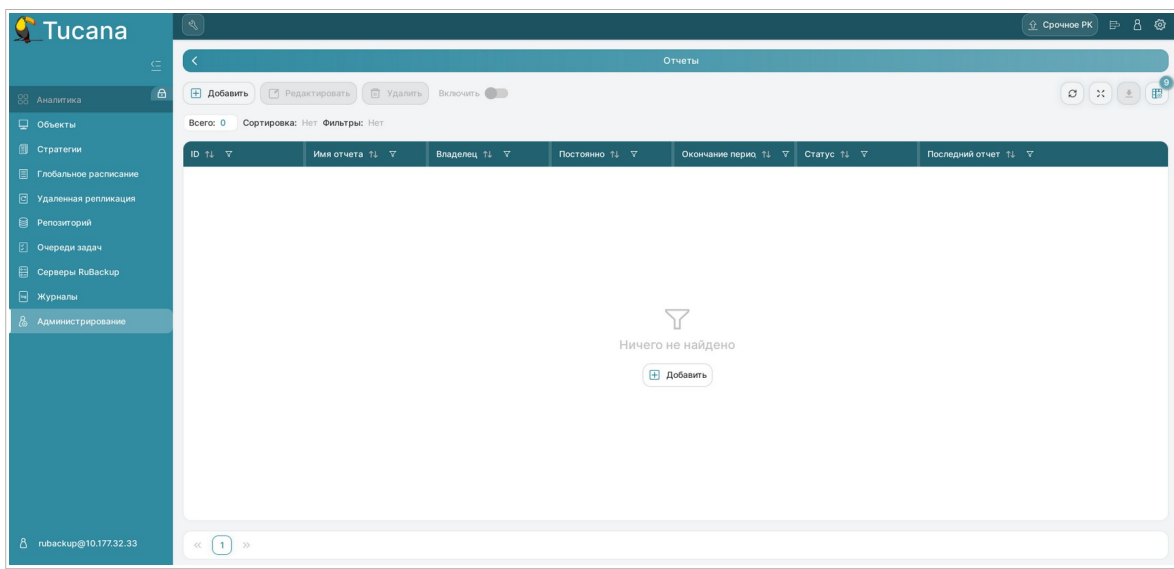 Tucana
Срочное РК
Отчеты
Аналитика
Объекты
Стратегии
Глобальное расписание
Удаленная репликация
Репозиторий
Очереди задач
Серверы RuBackup
Журналы
Администрирование
rubackup@10.177.32.33
Добавить Редактировать Удалить Включить 9
Всего: 0 Сортировка: Нет Фильтры: Нет
ID Имя отчета Владелец Постоянно Окончание перио Статус Последний отчет
Ничего не найдено
Добавить
1